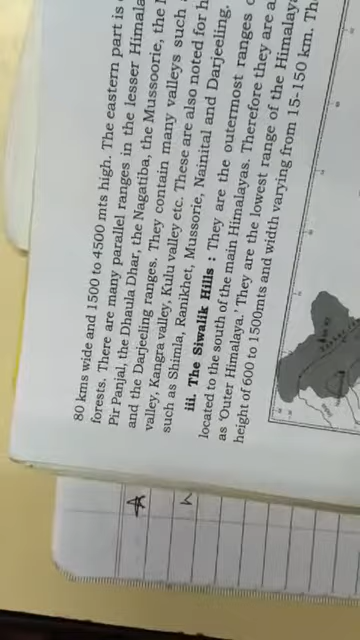 80 kms wide and 1500 to 4500 mts high. The eastern part is
forests. There are many parallel ranges in the lesser Himala
Pir Panjal, the Dhaula Dhar, the Nagatiba, the Mussoorie, the
and the Darjeeling ranges. They contain many valleys such
valley, Kangra valley, Kulu valley etc. These are also noted for h
such as Shimla, Ranikhet, Mussorie, Nainital and Darjeeling.
iii. The Siwalik Hills : They are the outermost ranges
located to the south of the main Himalayas. Therefore they are a
as 'Outer Himalaya.' They are the lowest range of the Himalaya
height of 600 to 1500mts and width varying from 15-150 km. Th